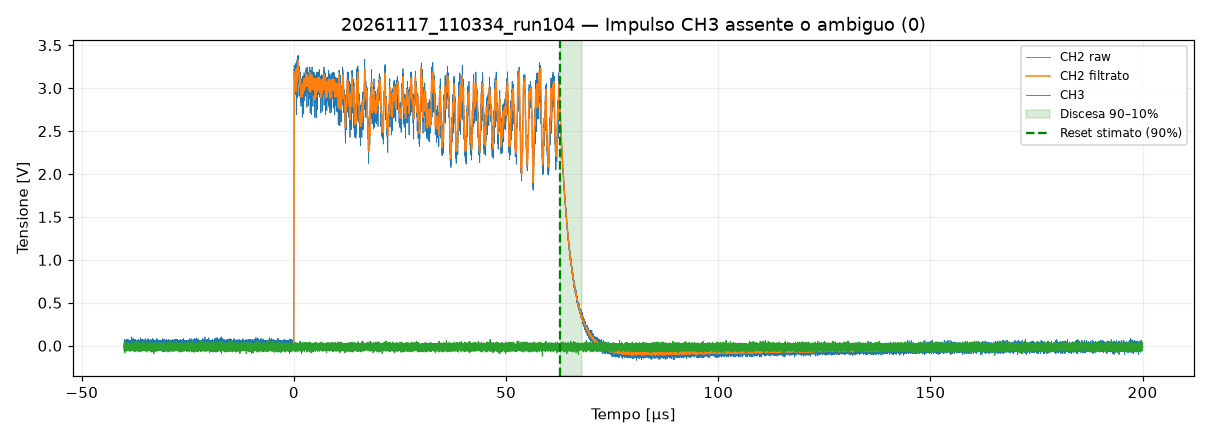 20261117_110334_run104 — Impulso CH3 assente o ambiguo (0)
Tensione [V]
3.5
3.0
2.5
2.0
1.5
1.0
0.5
0.0
CH2 raw
CH2 filtrato
CH3
Discesa 90–10%
Reset stimato (90%)
−50
0
50
100
150
200
Tempo [µs]